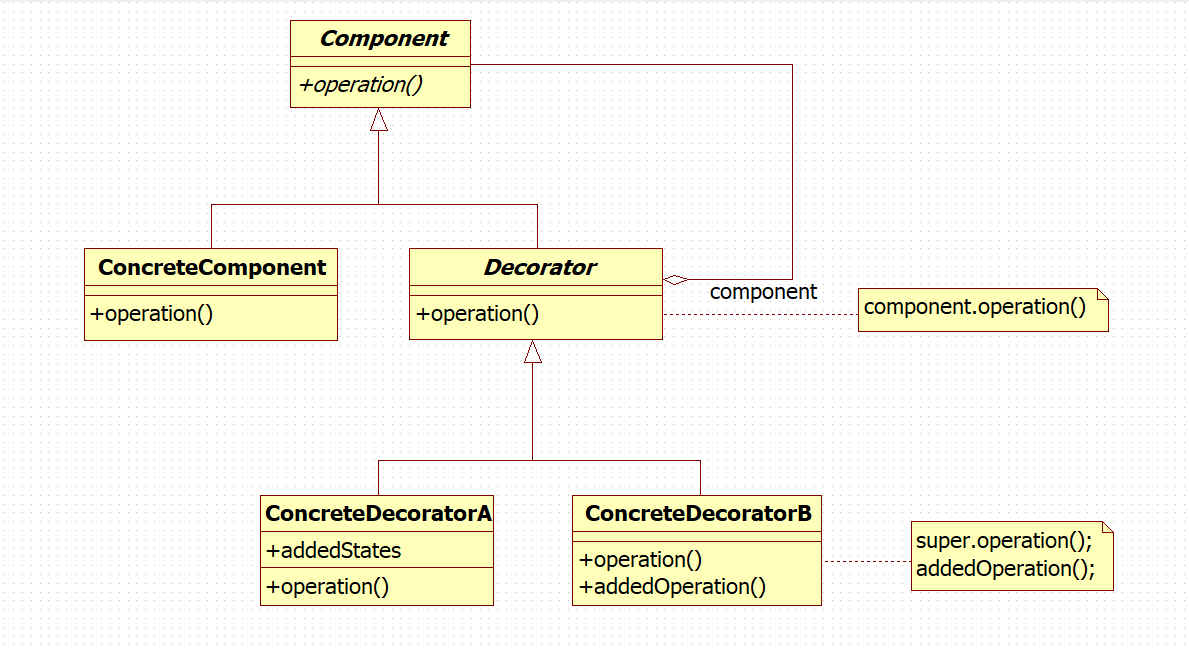 Component
+operation()
ConcreteComponent
+operation()
Decorator
+operation()
component
component.operation()
ConcreteDecoratorA
+addedStates
+operation()
ConcreteDecoratorB
+operation()
+addedOperation()
super.operation();
addedOperation();